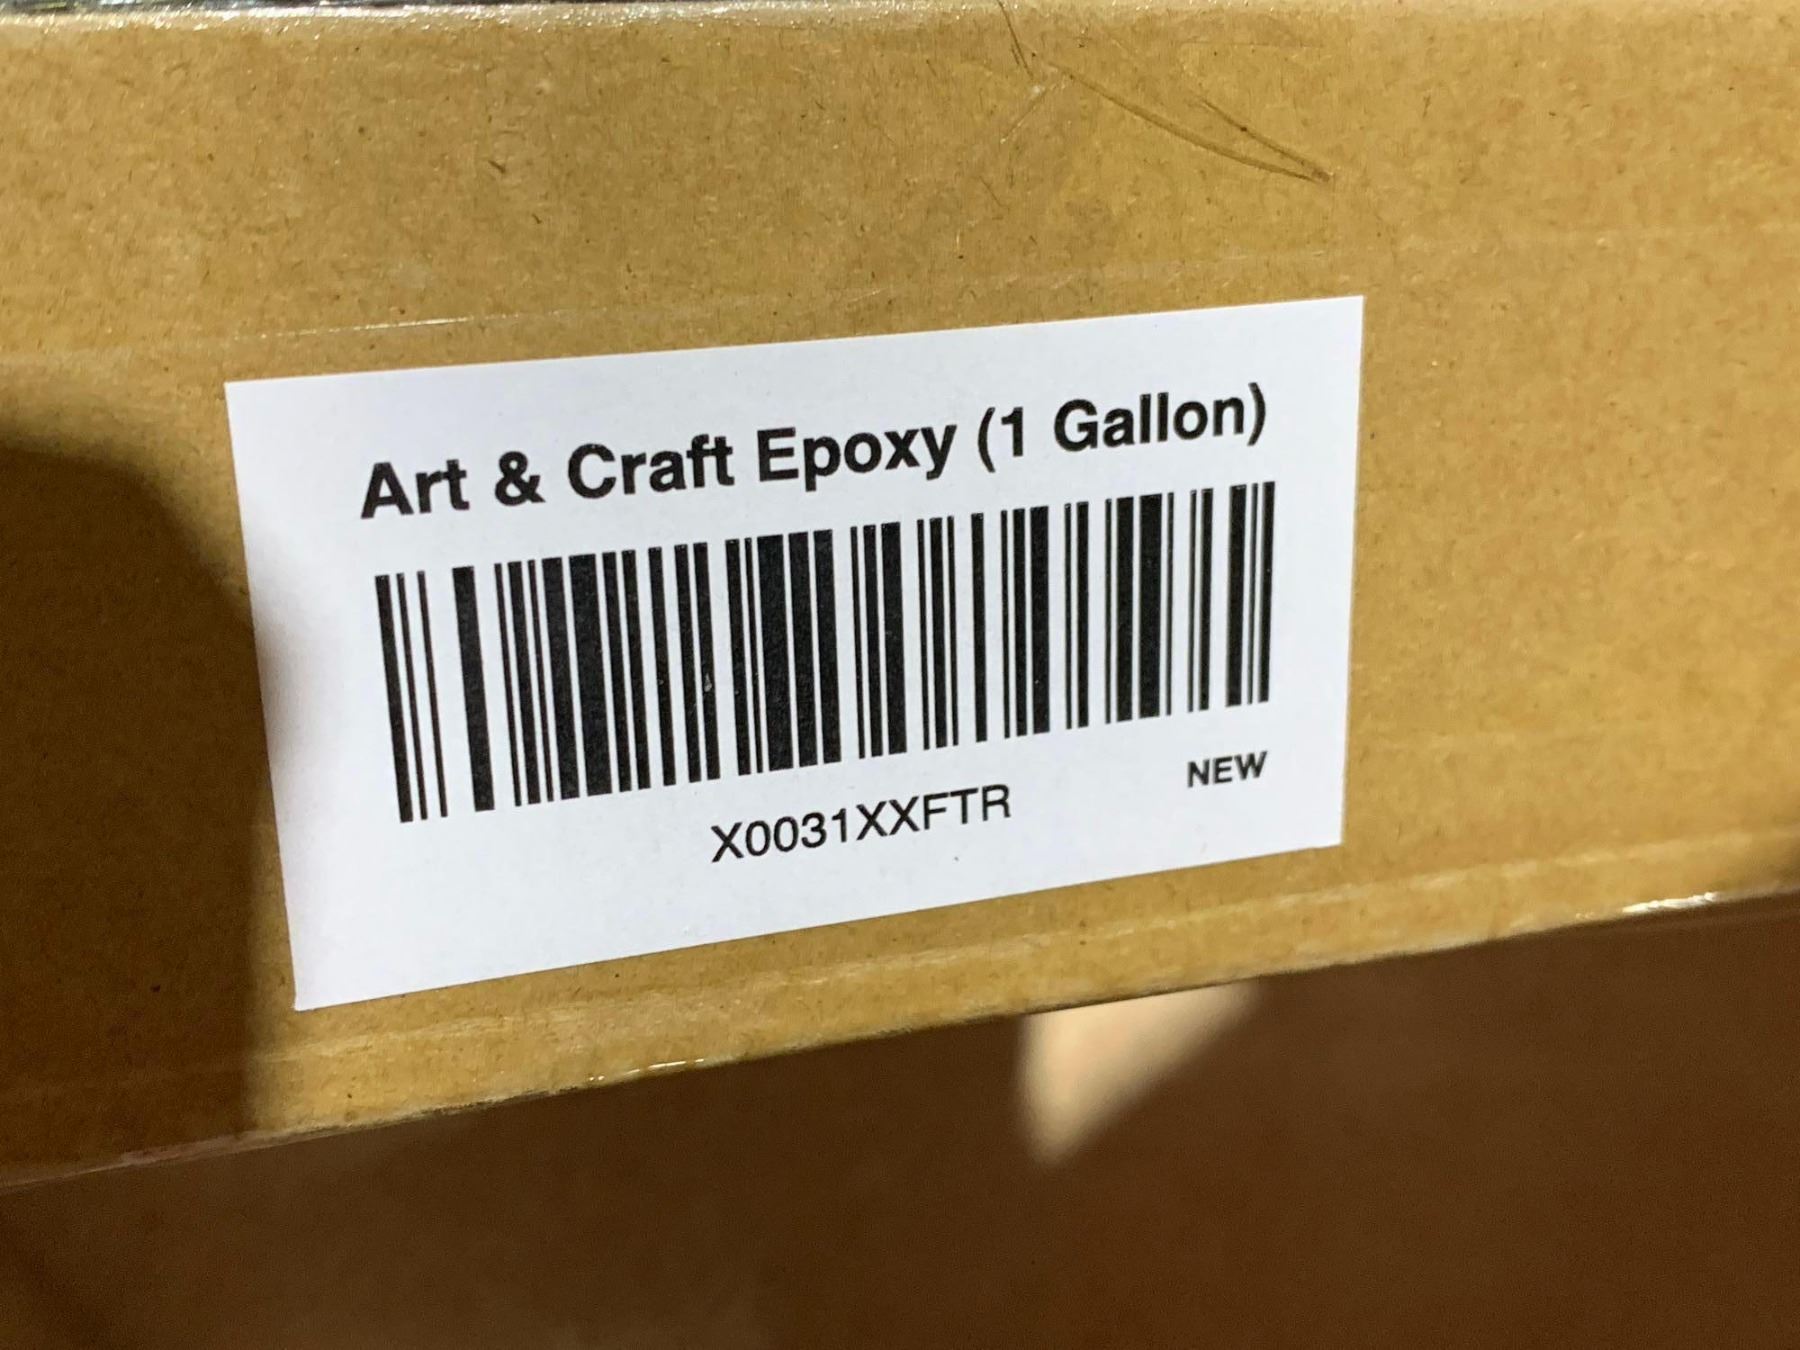 Art & Craft Epoxy (1 Gallon)
X0031XXFTR
NEW